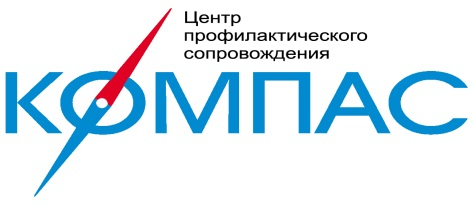 Центр
профилактического
сопровождения
КОМПАС